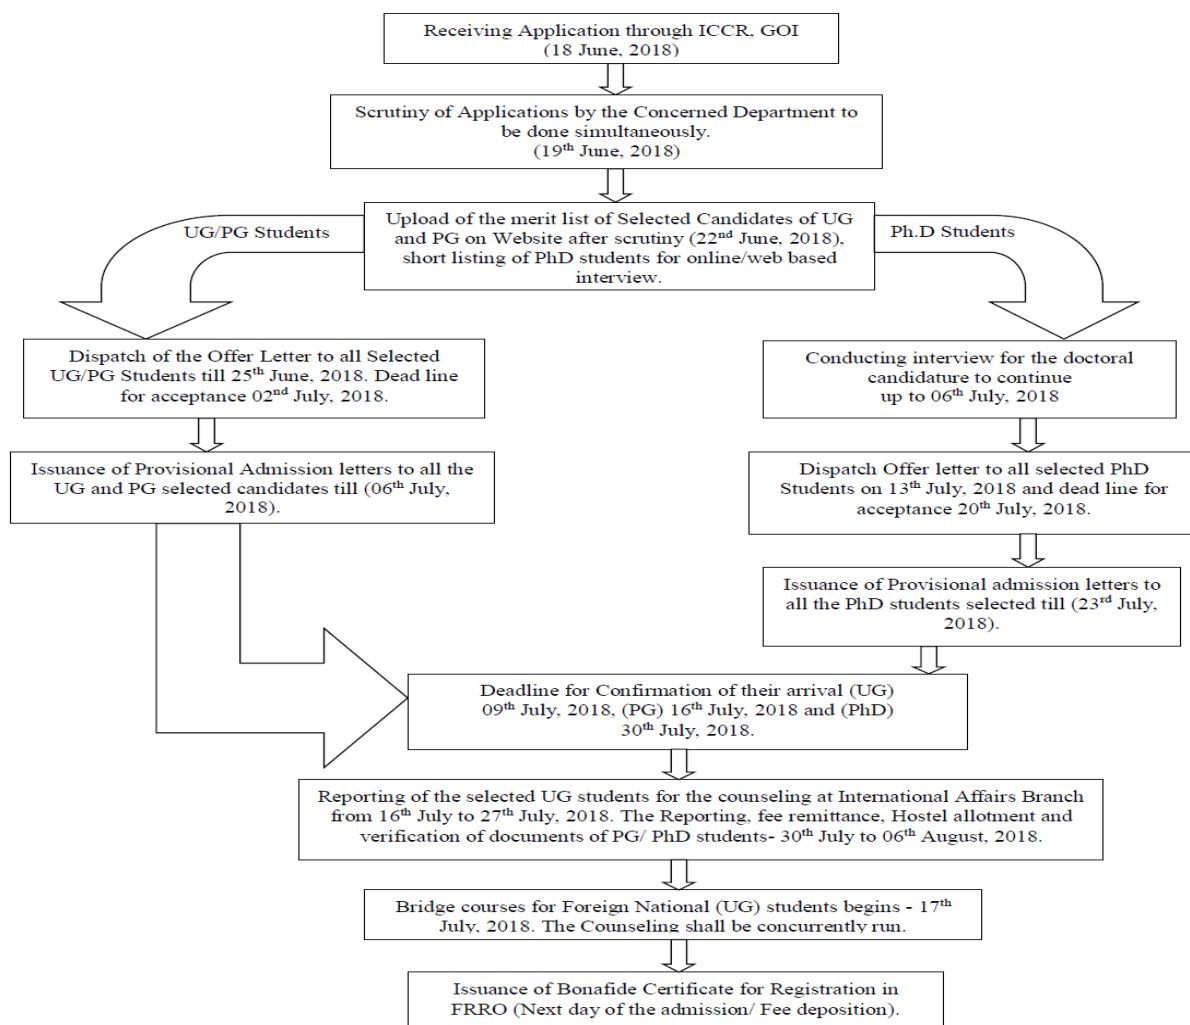 Receiving Application through ICCR, GOI
(18 June, 2018)
Scrutiny of Applications by the Concerned Department to
be done simultaneously.
(19th June, 2018)
UG/PG Students
Upload of the merit list of Selected Candidates of UG
and PG on Website after scrutiny (22nd June, 2018),
short listing of PhD students for online/web based
interview.
Ph.D Students
Dispatch of the Offer Letter to all Selected
UG/PG Students till 25th June, 2018. Dead line
for acceptance 02nd July, 2018.
Conducting interview for the doctoral
candidature to continue
up to 06th July, 2018
Issuance of Provisional Admission letters to all the
UG and PG selected candidates till (06th July,
2018).
Dispatch Offer letter to all selected PhD
Students on 13th July, 2018 and dead line for
acceptance 20th July, 2018.
Issuance of Provisional admission letters to
all the PhD students selected till (23rd July,
2018).
Deadline for Confirmation of their arrival (UG)
09th July, 2018, (PG) 16th July, 2018 and (PhD)
30th July, 2018.
Reporting of the selected UG students for the counseling at International Affairs Branch
from 16th July to 27th July, 2018. The Reporting, fee remittance, Hostel allotment and
verification of documents of PG/ PhD students- 30th July to 06th August, 2018.
Bridge courses for Foreign National (UG) students begins - 17th
July, 2018. The Counseling shall be concurrently run.
Issuance of Bonafide Certificate for Registration in
FRRO (Next day of the admission/ Fee deposition).